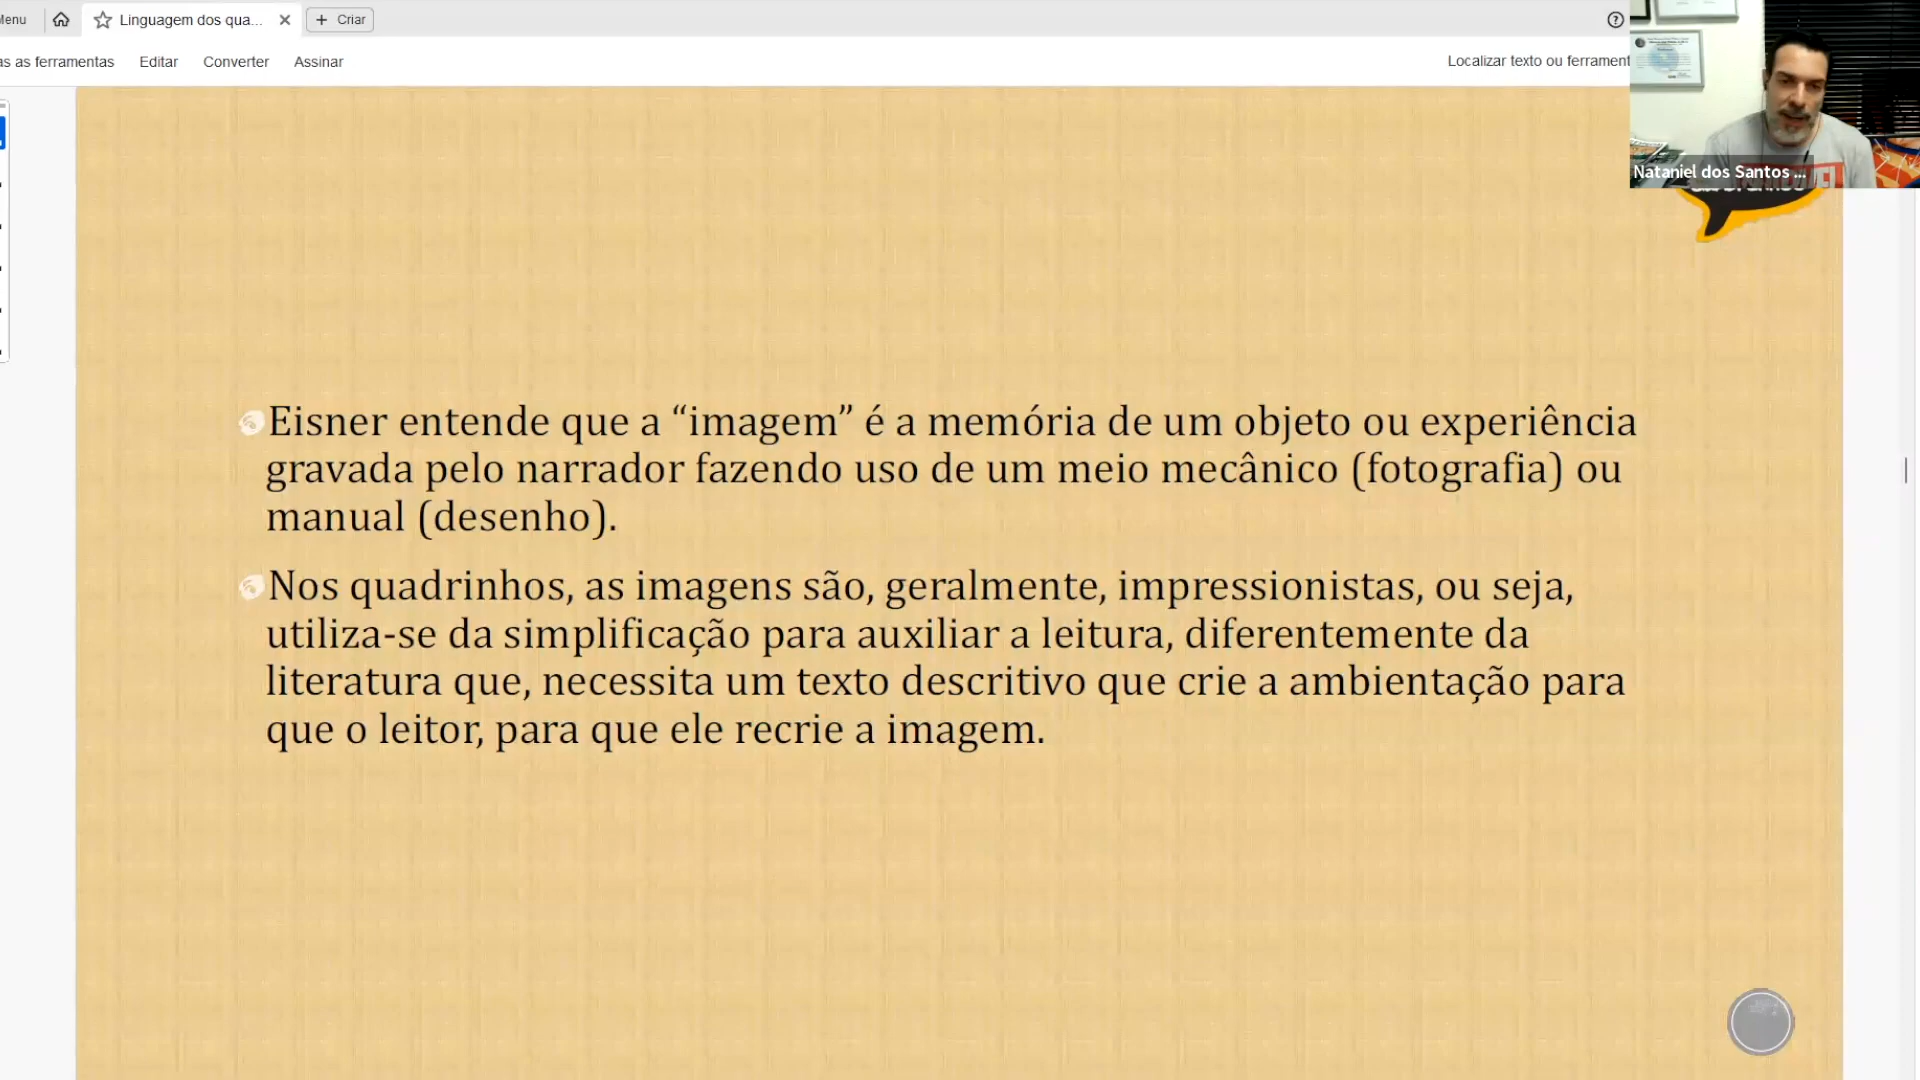 Menu
Linguagem dos qua...
Criar
as ferramentas
Editar
Converter
Assinar
Localizar texto ou ferrament
Nataniel dos Santos ...
Eisner entende que a “imagem” é a memória de um objeto ou experiência
gravada pelo narrador fazendo uso de um meio mecânico (fotografia) ou
manual (desenho).
Nos quadrinhos, as imagens são, geralmente, impressionistas, ou seja,
utiliza-se da simplificação para auxiliar a leitura, diferentemente da
literatura que, necessita um texto descritivo que crie a ambientação para
que o leitor, para que ele recrie a imagem.